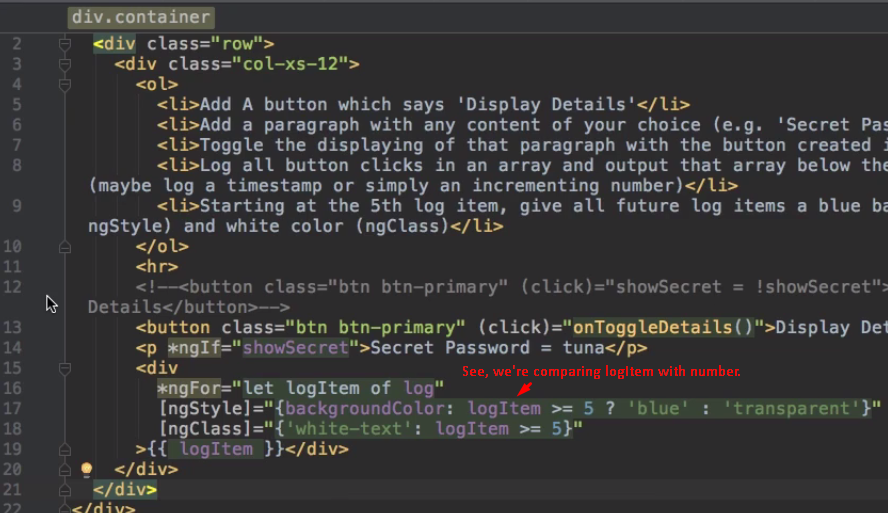 div.container
2 <div class="row">
3 <div class="col-xs-12">
4 <ol>
5 <li>Add A button which says 'Display Details'</li>
6 <li>Add a paragraph with any content of your choice (e.g. 'Secret Pas
7 <li>Toggle the displaying of that paragraph with the button created i
8 <li>Log all button clicks in an array and output that array below the
(maybe log a timestamp or simply an incrementing number)</li>
9 <li>Starting at the 5th log item, give all future log items a blue ba
ngStyle) and white color (ngClass)</li>
10 </ol>
11 <hr>
12 <!--<button class="btn btn-primary" (click)="showSecret = !showSecret">
Details</button>-->
13 <button class="btn btn-primary" (click)="onToggleDetails()">Display Det
14 <p *ngIf="showSecret">Secret Password = tuna</p>
15 <div
See, we're comparing logItem with number.
16 *ngFor="let logItem of log"
17 [ngStyle]="{backgroundColor: logItem >= 5 ? 'blue' : 'transparent'}"
18 [ngClass]="{'white-text': logItem >= 5}"
19 >{{ logItem }}</div>
20 </div>
21 </div>
22 </div>